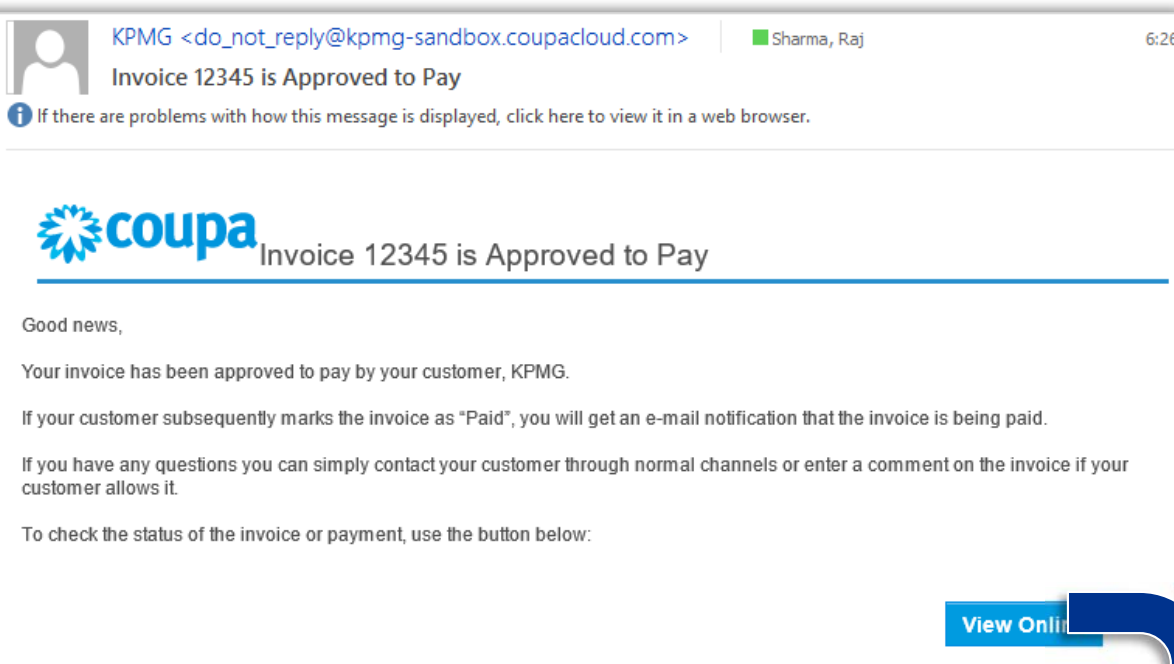 KPMG <do_not_reply@kpmg-sandbox.coupacloud.com>
Sharma, Raj
6:26
Invoice 12345 is Approved to Pay
If there are problems with how this message is displayed, click here to view it in a web browser.
coupa
Invoice 12345 is Approved to Pay
Good news,
Your invoice has been approved to pay by your customer, KPMG.
If your customer subsequently marks the invoice as “Paid”, you will get an e-mail notification that the invoice is being paid.
If you have any questions you can simply contact your customer through normal channels or enter a comment on the invoice if your
customer allows it.
To check the status of the invoice or payment, use the button below:
View